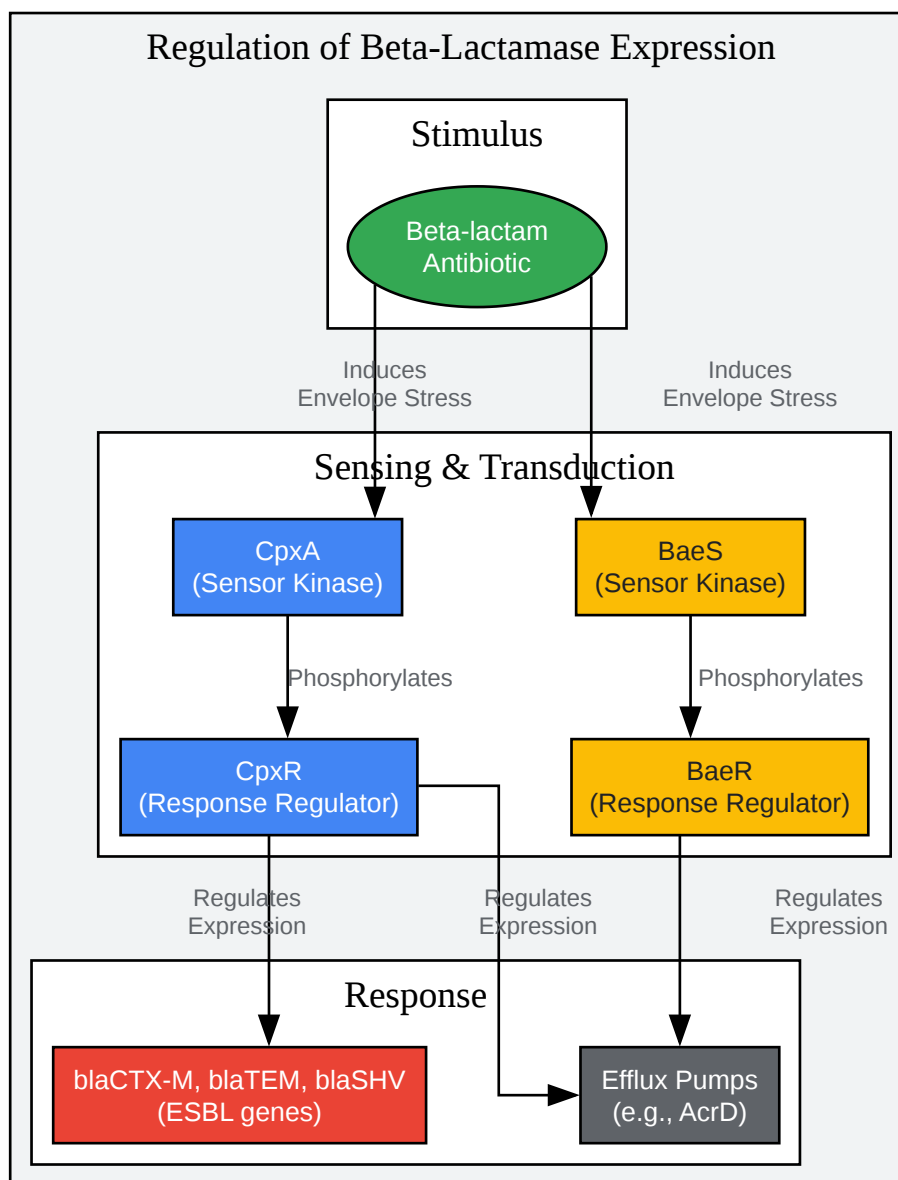 Regulation of Beta-Lactamase Expression
Stimulus
Beta-lactam
Antibiotic
Induces
Envelope Stress
Induces
Envelope Stress
Sensing & Transduction
CpxA
(Sensor Kinase)
BaeS
(Sensor Kinase)
Phosphorylates
Phosphorylates
CpxR
(Response Regulator)
BaeR
(Response Regulator)
Regulates
Expression
Regulates
Expression
Regulates
Expression
Response
blaCTX-M, blaTEM, blaSHV
(ESBL genes)
Efflux Pumps
(e.g., AcrD)